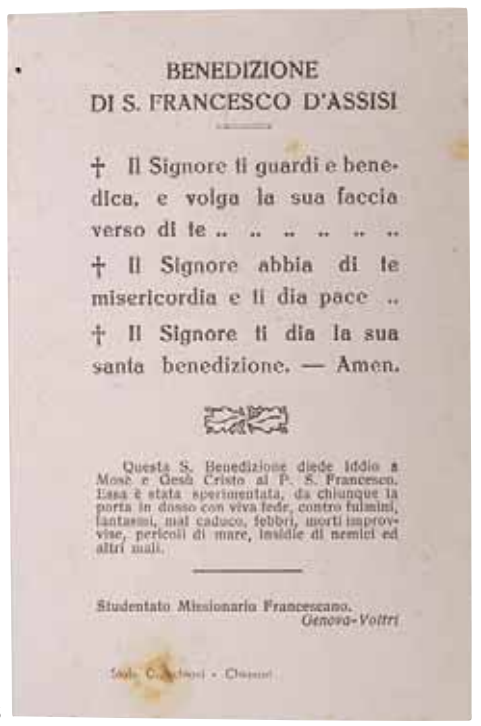 BENEDIZIONE
DI S. FRANCESCO D'ASSISI
† Il Signore ti guardi e bene-
dica, e volga la sua faccia
verso di te .. .. .. .. .. ..
† Il Signore abbia di te
misericordia e ti dia pace ..
† Il Signore ti dia la sua
santa benedizione. — Amen.
Questa S. Benedizione diede Iddio a
Mosè e Gesù Cristo al P. S. Francesco.
Essa è stata sperimentata, da chiunque la
porta in dosso con viva fede, contro fulmini,
fantasmi, mal caduco, febbri, morti improv-
vise, pericoli di mare, insidie di nemici ed
altri mali.
Studentato Missionario Francescano.
Genova-Voltri
- Chiavari